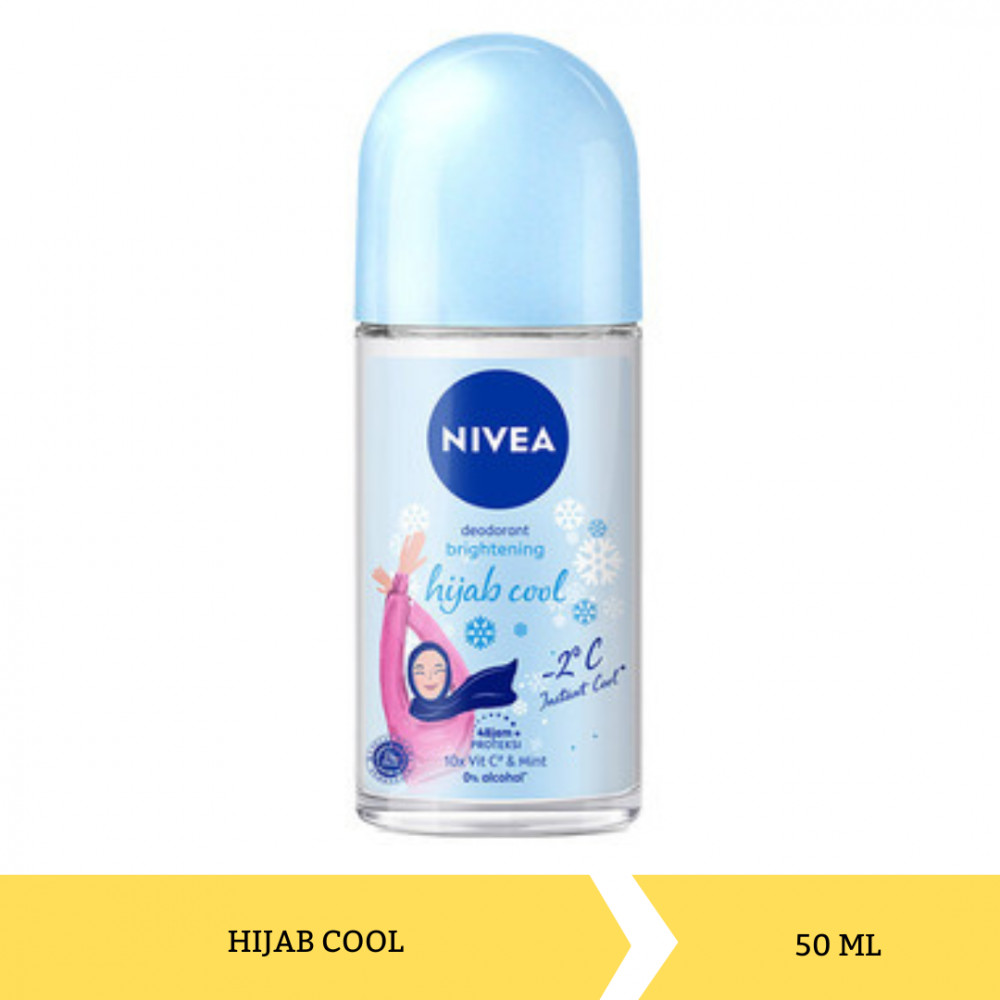 NIVEA
deodorant
brightening
hijab cool
-2°C
Instant Cool
48jam +
PROTEKSI
10x Vit C* & Mint
0% alcohol
HIJAB COOL
50 ML